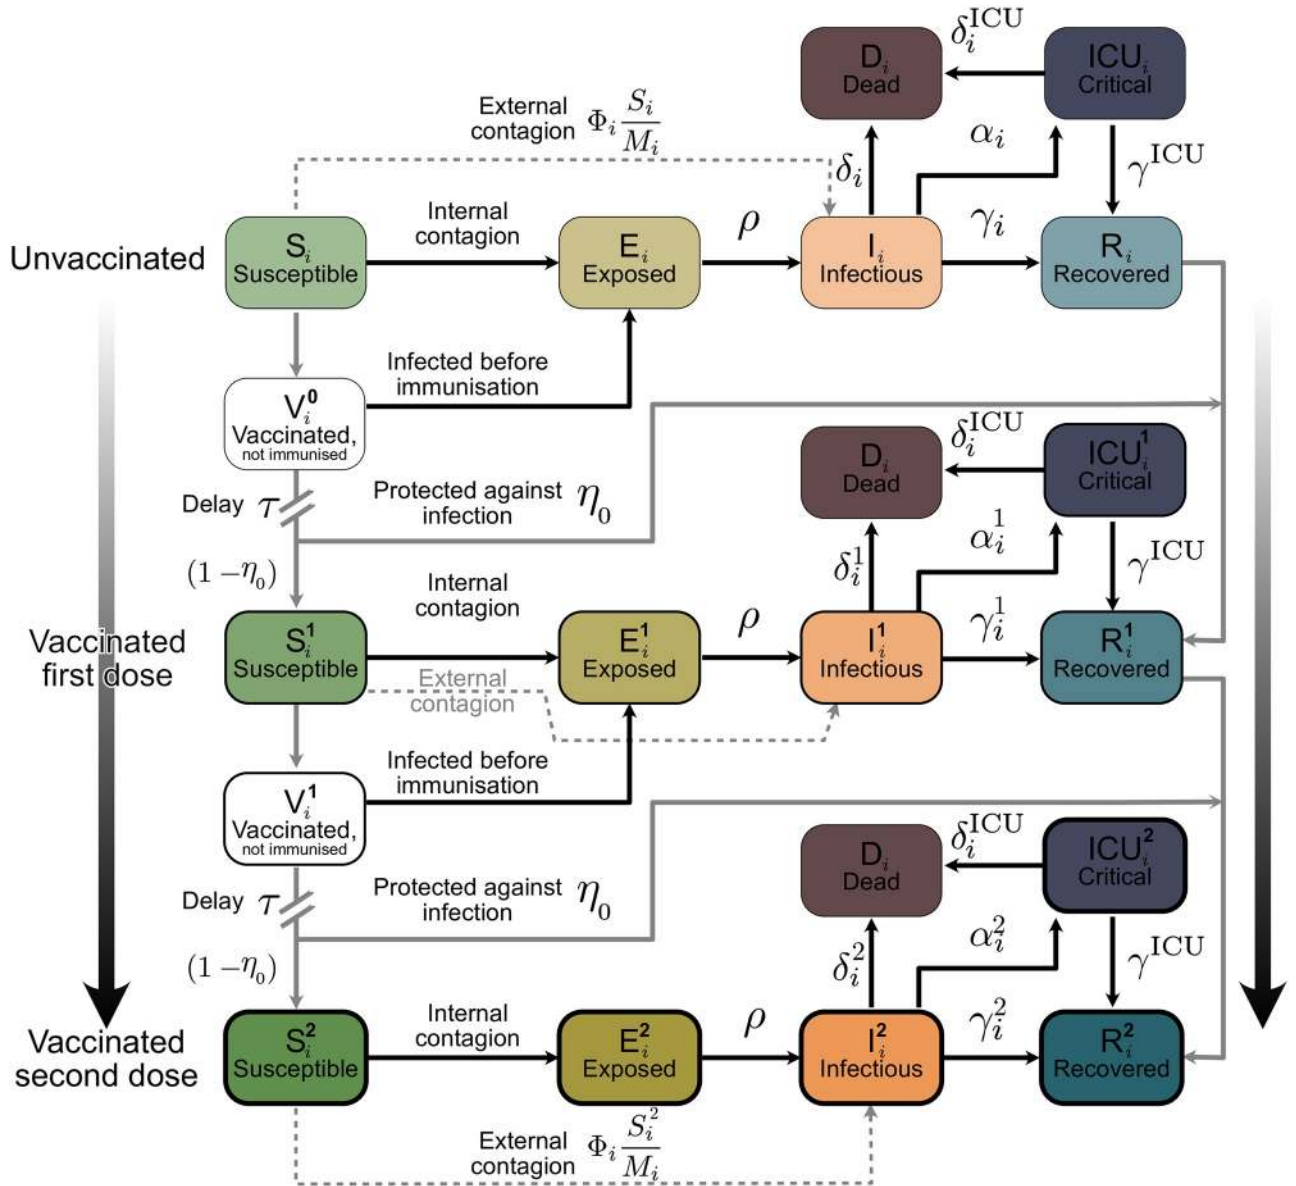 D_i
Dead
δ_i^ICU
ICU_i
Critical
External
contagion Φ_i S_i/M_i
δ_i
α_i
γ^ICU
Unvaccinated
S_i
Susceptible
Internal
contagion
E_i
Exposed
ρ
I_i
Infectious
γ_i
R_i
Recovered
V_i^0
Vaccinated,
not immunised
Infected before
immunisation
Delay τ
Protected against
infection η_0
(1 − η_0)
D_i
Dead
δ_i^ICU
ICU_i^1
Critical
δ_i^1
α_i^1
γ^ICU
Vaccinated
first dose
S_i^1
Susceptible
Internal
contagion
External
contagion
E_i^1
Exposed
ρ
I_i^1
Infectious
γ_i^1
R_i^1
Recovered
V_i^1
Vaccinated,
not immunised
Infected before
immunisation
Delay τ
Protected against
infection η_0
(1 − η_0)
D_i
Dead
δ_i^ICU
ICU_i^2
Critical
δ_i^2
α_i^2
γ^ICU
Vaccinated
second dose
S_i^2
Susceptible
Internal
contagion
E_i^2
Exposed
ρ
I_i^2
Infectious
γ_i^2
R_i^2
Recovered
External
contagion Φ_i S_i^2/M_i